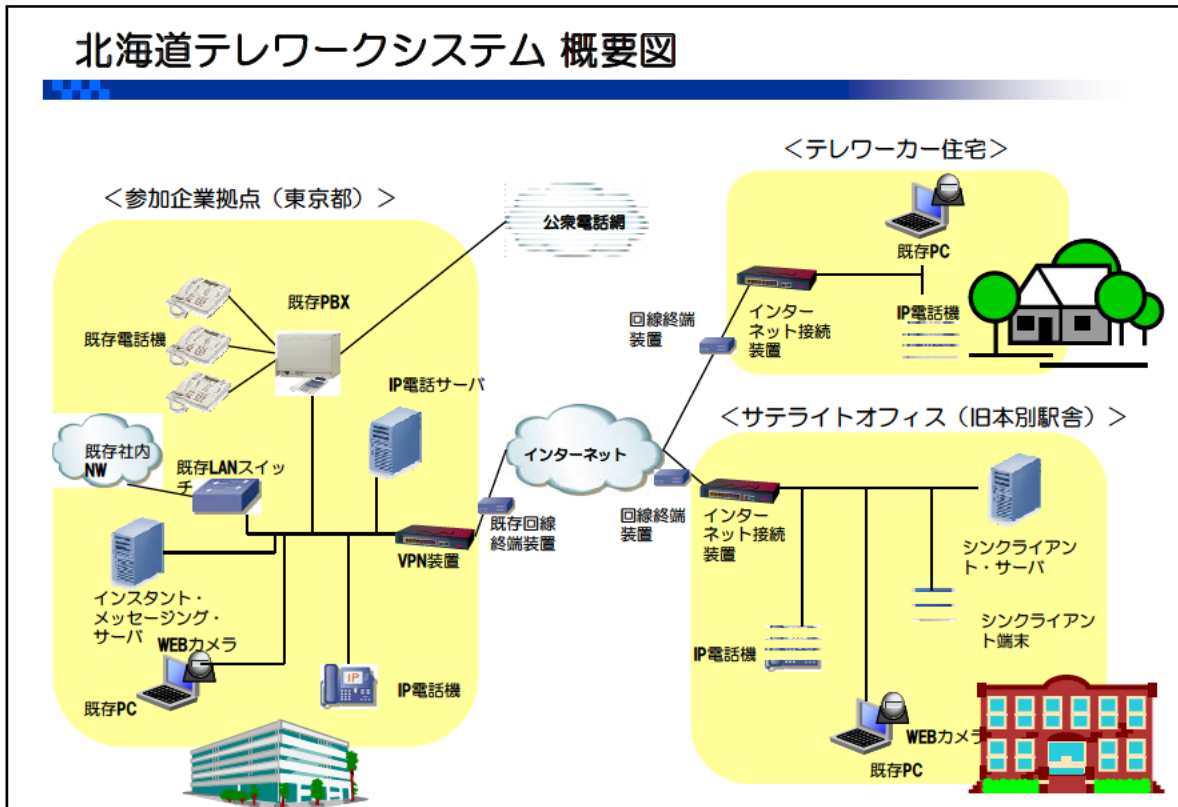 北海道テレワークシステム 概要図
＜参加企業拠点（東京都）＞
公衆電話網
既存PBX
既存電話機
IP電話サーバ
既存社内
NW
既存LANスイッ
チ
既存回線
終端装置
VPN装置
インスタント・
メッセージング・
サーバ
WEBカメラ
既存PC
IP電話機
インターネット
＜テレワーカー住宅＞
既存PC
回線終端
装置
インター
ネット接続
装置
IP電話機
＜サテライトオフィス（旧本別駅舎）＞
回線終端
装置
インター
ネット接続
装置
シンクライアン
ト・サーバ
シンクライアン
ト端末
IP電話機
WEBカメラ
既存PC